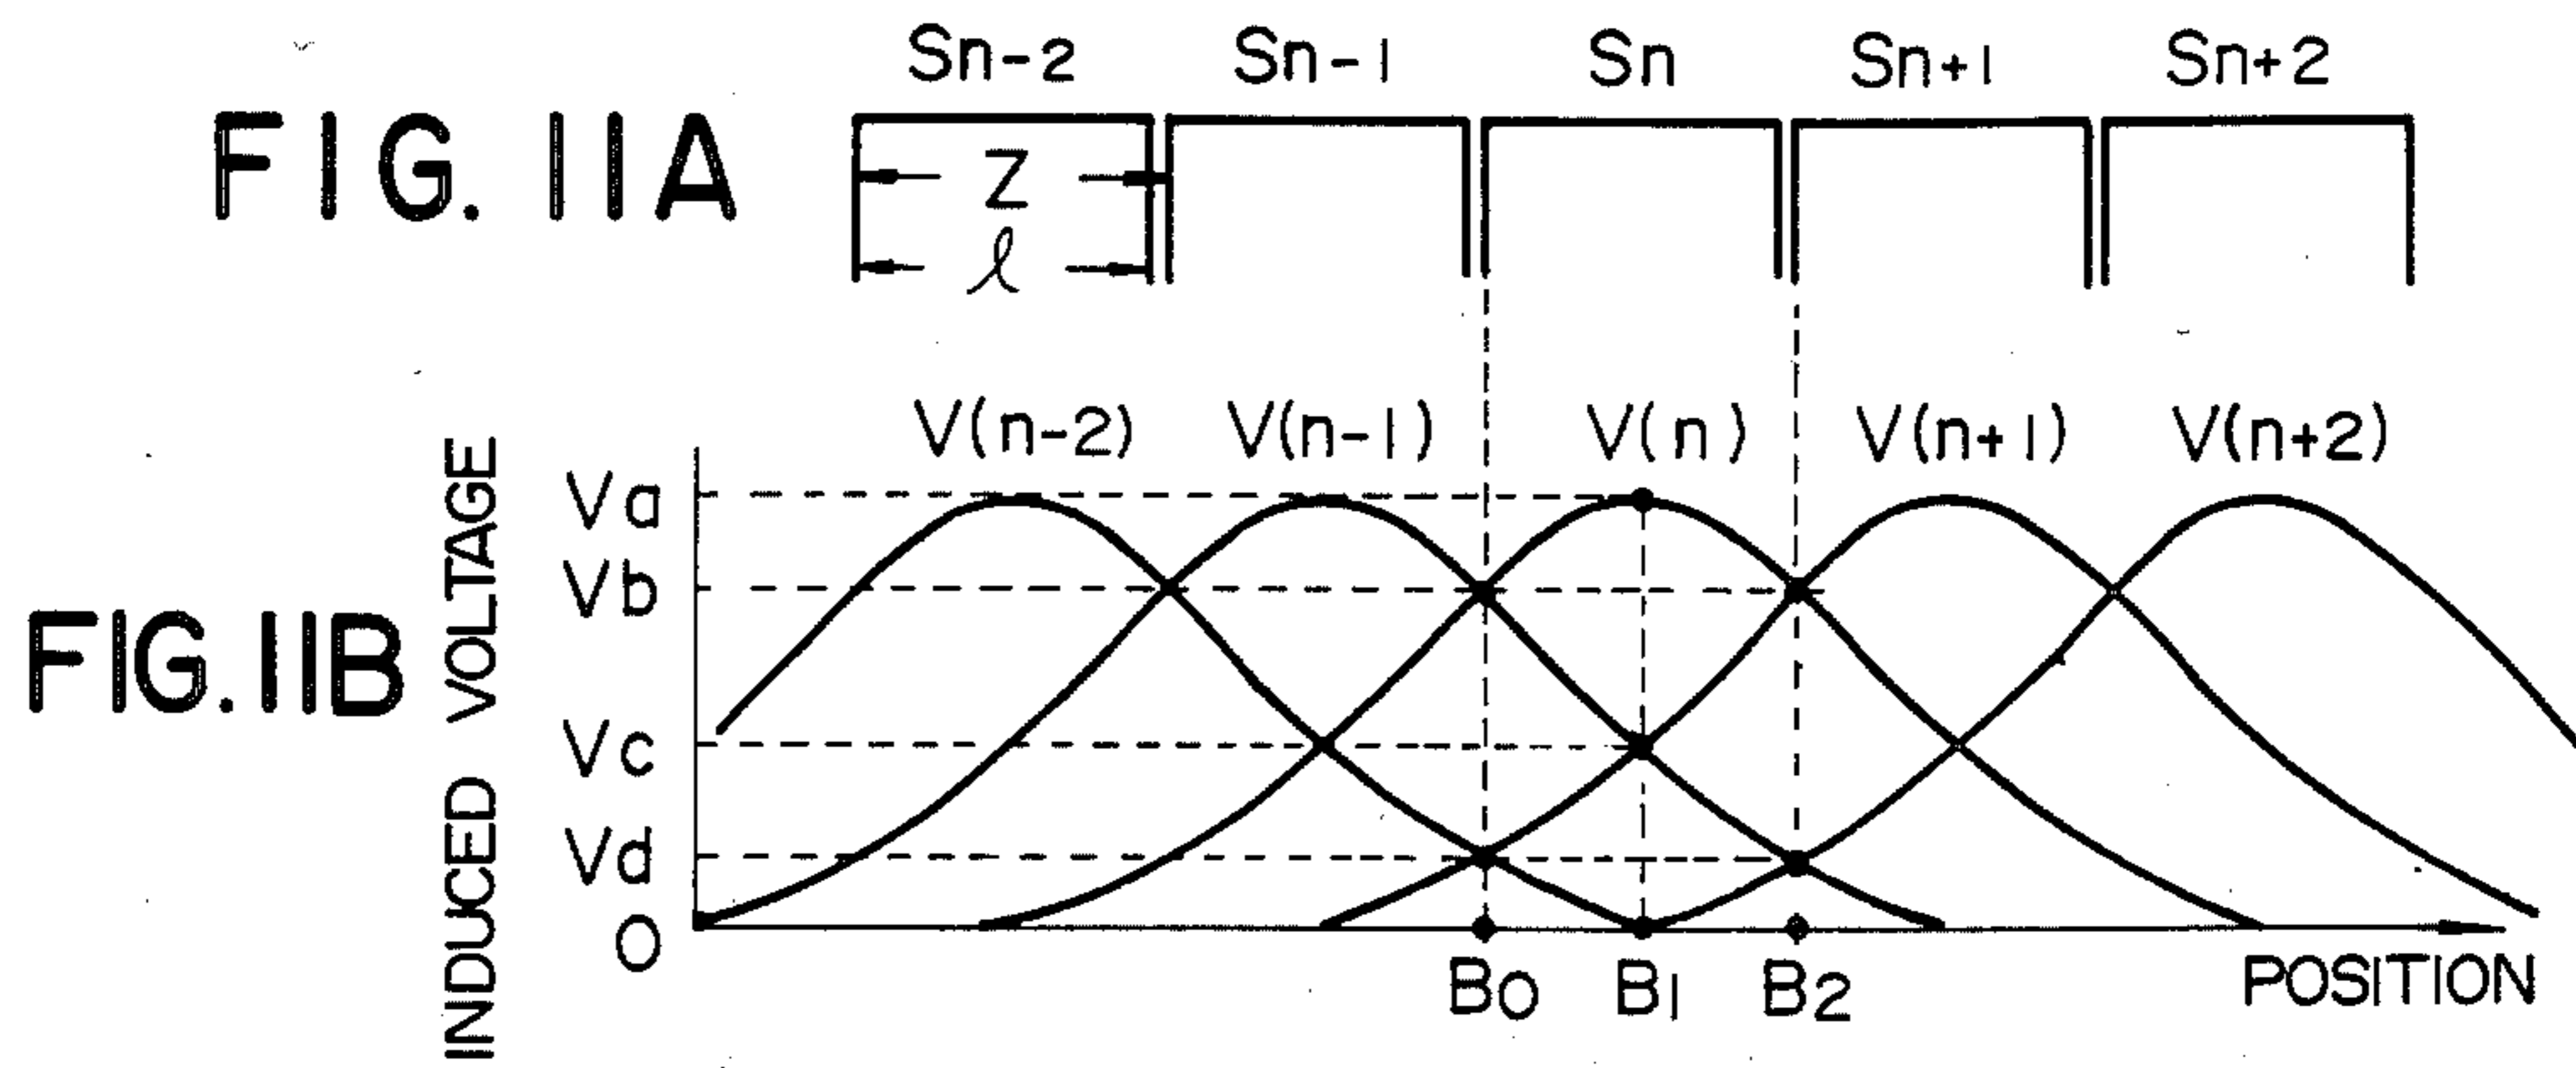 Sn-2 Sn-1 Sn Sn+1 Sn+2
FIG. 11A
Z
l
V(n-2) V(n-1) V(n) V(n+1) V(n+2)
FIG. 11B
INDUCED VOLTAGE
Va
Vb
Vc
Vd
O
B0 B1 B2 POSITION